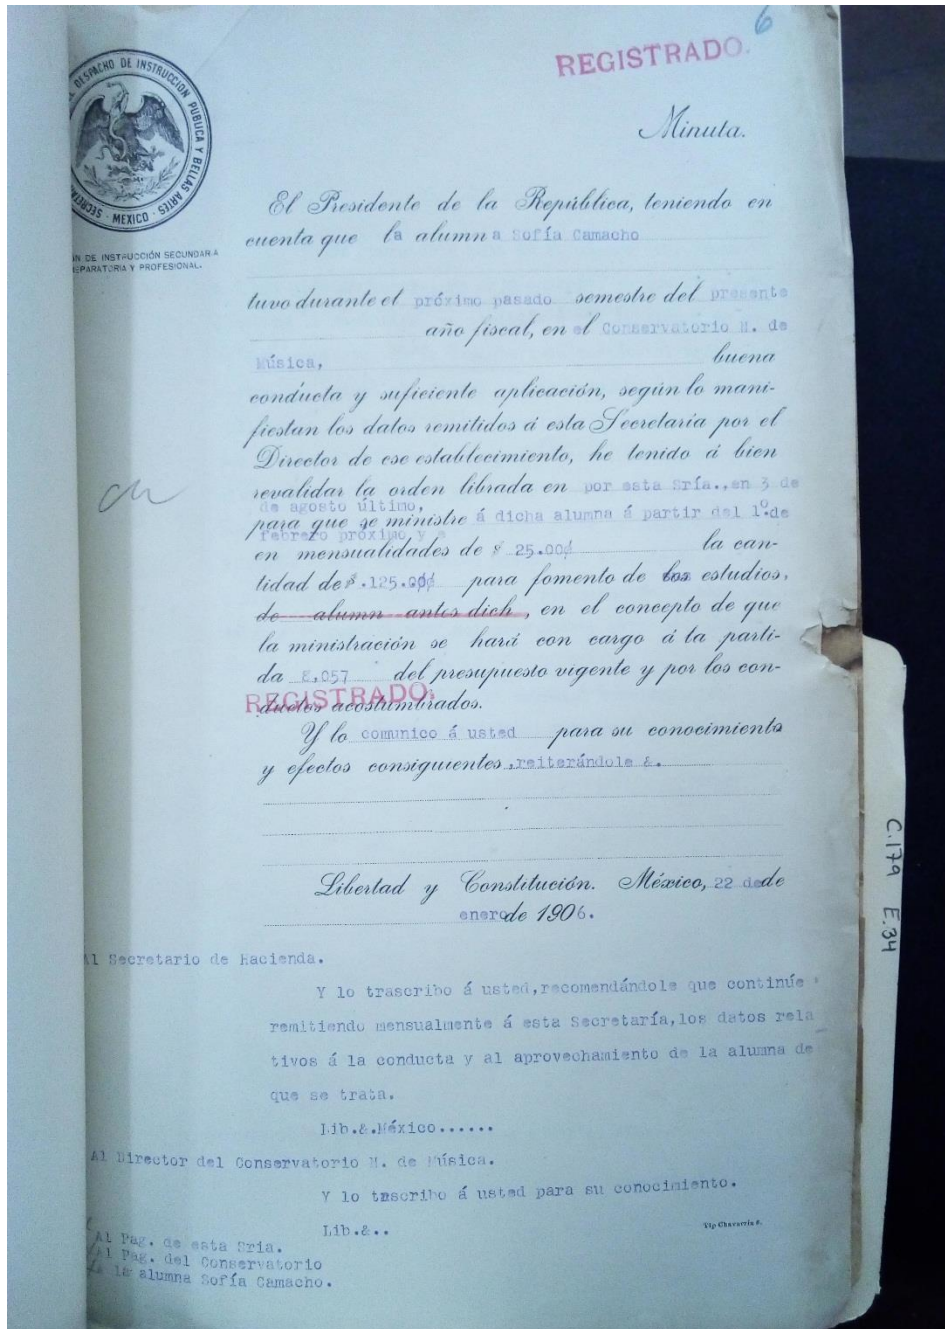 6
REGISTRADO.
DESPACHO DE INSTRUCCION PUBLICA Y BELLAS ARTES
MEXICO
Minuta.
N DE INSTRUCCIÓN SECUNDARIA
EPARATORIA Y PROFESIONAL.
El Presidente de la República, teniendo en
cuenta que la alumna Sofía Camacho
tuvo durante el próximo pasado semestre del presente
año fiscal, en el Conservatorio N. de
Música, buena
conducta y suficiente aplicación, según lo mani-
fiestan los datos remitidos á esta Secretaría por el
Director de ese establecimiento, he tenido á bien
revalidar la orden librada en por esta Sría., en 3 de
de agosto último,
para que se ministre á dicha alumna á partir del 1º. de
febrero próximo y e
en mensualidades de $ 25.00 la can-
tidad de $.125.00 para fomento de los estudios,
de alumn antes dich, en el concepto de que
la ministración se hará con cargo á la parti-
da 8,057 del presupuesto vigente y por los con-
ductos acostumbrados.
REGISTRADO.
Y lo comunico á usted para su conocimiento
y efectos consiguientes, reiterándole &.
Libertad y Constitución. México, 22 de de
enero de 1906.
Al Secretario de Hacienda.
Y lo trascribo á usted, recomendándole que continúe
remitiendo mensualmente á esta Secretaría, los datos rela
tivos á la conducta y al aprovechamiento de la alumna de
que se trata.
Lib.&.México......
Al Director del Conservatorio N. de Música.
Y lo trascribo á usted para su conocimiento.
Lib.&..
Tip Chavarría
Al Pag. de esta Sria.
Al Pag. del Conservatorio
A la alumna Sofía Camacho.
C.179 E.34